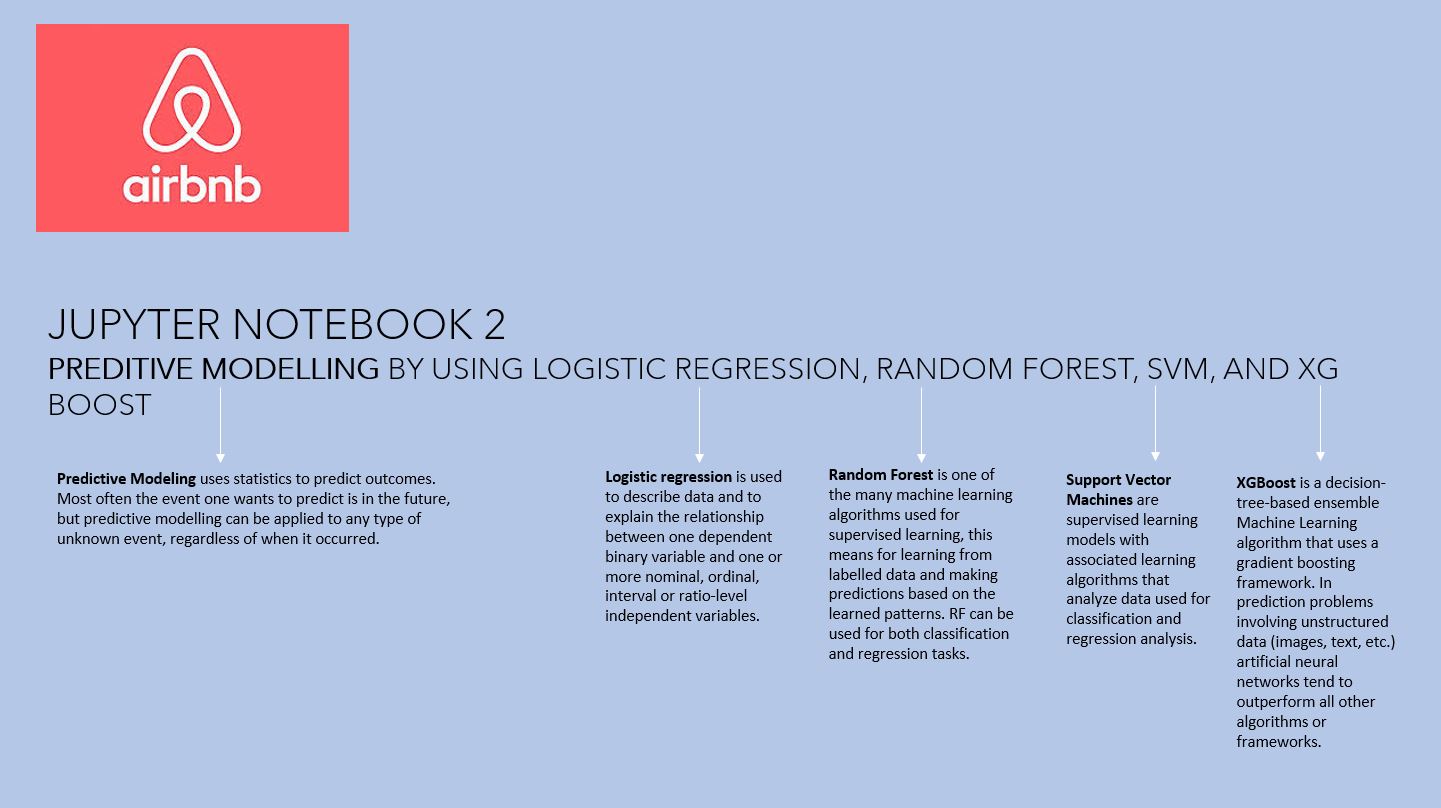 airbnb
JUPYTER NOTEBOOK 2
PREDITIVE MODELLING BY USING LOGISTIC REGRESSION, RANDOM FOREST, SVM, AND XG
BOOST
Predictive Modeling uses statistics to predict outcomes.
Most often the event one wants to predict is in the future,
but predictive modelling can be applied to any type of
unknown event, regardless of when it occurred.
Logistic regression is used
to describe data and to
explain the relationship
between one dependent
binary variable and one or
more nominal, ordinal,
interval or ratio-level
independent variables.
Random Forest is one of
the many machine learning
algorithms used for
supervised learning, this
means for learning from
labelled data and making
predictions based on the
learned patterns. RF can be
used for both classification
and regression tasks.
Support Vector
Machines are
supervised learning
models with
associated learning
algorithms that
analyze data used for
classification and
regression analysis.
XGBoost is a decision-
tree-based ensemble
Machine Learning
algorithm that uses a
gradient boosting
framework. In
prediction problems
involving unstructured
data (images, text, etc.)
artificial neural
networks tend to
outperform all other
algorithms or
frameworks.